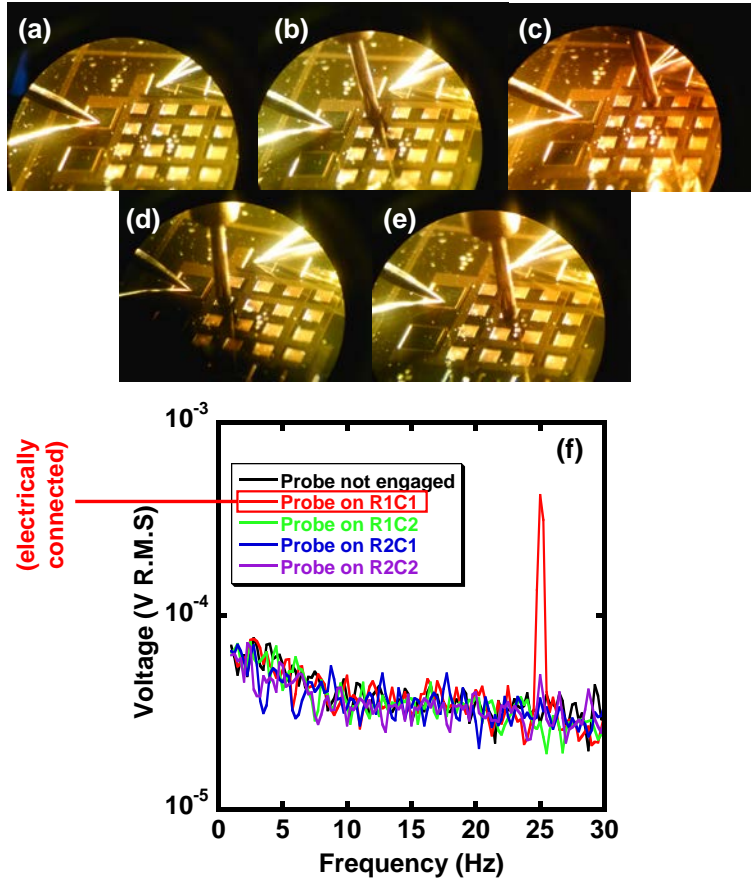 (a)
(b)
(c)
(d)
(e)
(f)
(electrically
connected)
10⁻³
10⁻⁴
10⁻⁵
Voltage (V R.M.S)
Probe not engaged
Probe on R1C1
Probe on R1C2
Probe on R2C1
Probe on R2C2
0 5 10 15 20 25 30
Frequency (Hz)